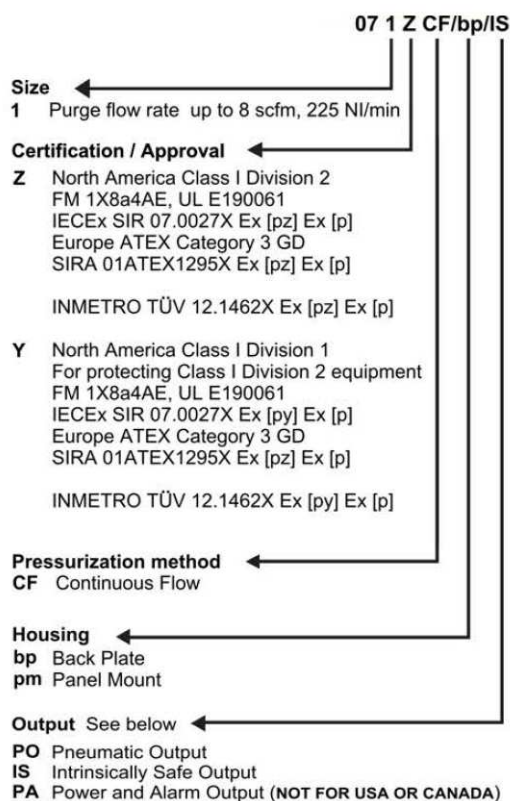 07 1 Z CF/bp/IS
Size
1 Purge flow rate up to 8 scfm, 225 Nl/min
Certification / Approval
Z North America Class I Division 2
FM 1X8a4AE, UL E190061
IECEx SIR 07.0027X Ex [pz] Ex [p]
Europe ATEX Category 3 GD
SIRA 01ATEX1295X Ex [pz] Ex [p]
INMETRO TÜV 12.1462X Ex [pz] Ex [p]
Y North America Class I Division 1
For protecting Class I Division 2 equipment
FM 1X8a4AE, UL E190061
IECEx SIR 07.0027X Ex [py] Ex [p]
Europe ATEX Category 3 GD
SIRA 01ATEX1295X Ex [pz] Ex [p]
INMETRO TÜV 12.1462X Ex [py] Ex [p]
Pressurization method
CF Continuous Flow
Housing
bp Back Plate
pm Panel Mount
Output See below
PO Pneumatic Output
IS Intrinsically Safe Output
PA Power and Alarm Output (NOT FOR USA OR CANADA)